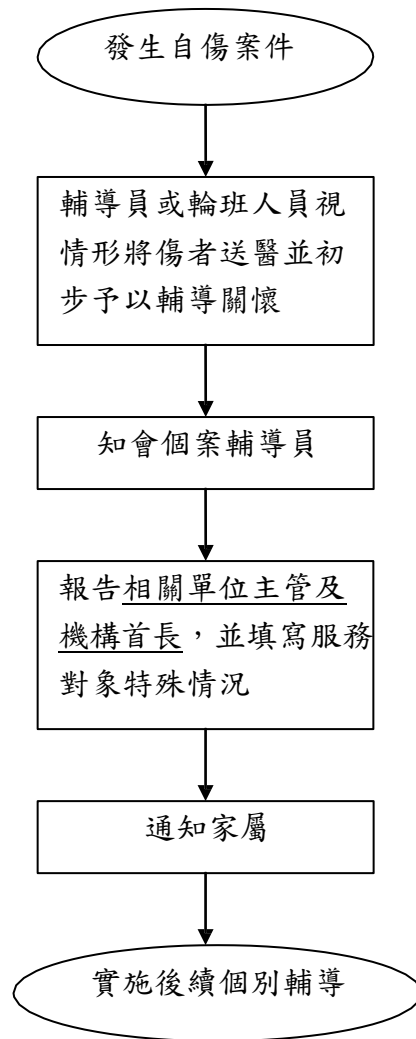 發生自傷案件
輔導員或輪班人員視
情形將傷者送醫並初
步予以輔導關懷
知會個案輔導員
報告相關單位主管及
機構首長，並填寫服務
對象特殊情況
通知家屬
實施後續個別輔導